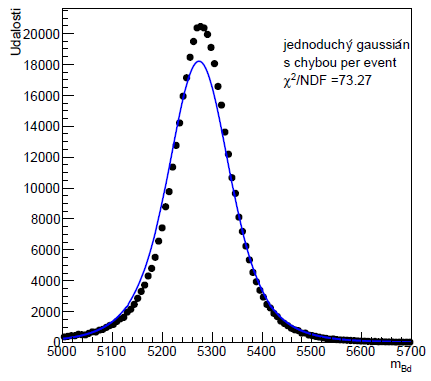 Udalosti
20000
18000
16000
14000
12000
10000
8000
6000
4000
2000
0
jednoduchý gaussián
s chybou per event
χ²/NDF =73.27
5000 5100 5200 5300 5400 5500 5600 5700
m_Bd